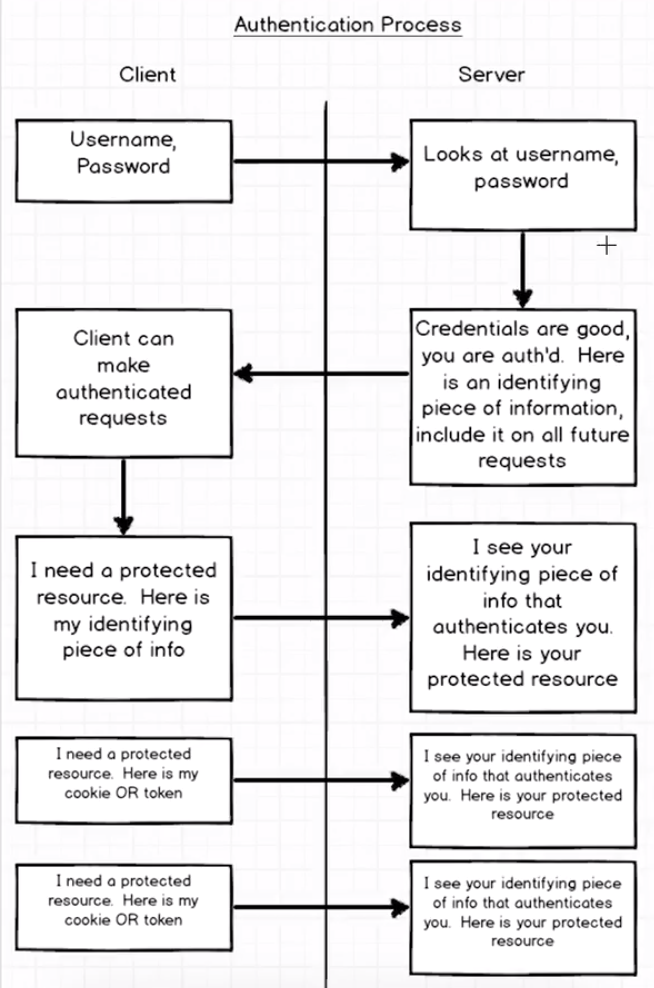 Authentication Process
Client
Server
Username,
Password
Looks at username,
password
Credentials are good,
you are auth'd. Here
is an identifying
piece of information,
include it on all future
requests
Client can
make
authenticated
requests
I need a protected
resource. Here is
my identifying
piece of info
I see your
identifying piece of
info that
authenticates you.
Here is your
protected resource
I need a protected
resource. Here is my
cookie OR token
I see your identifying piece
of info that authenticates
you. Here is your protected
resource
I need a protected
resource. Here is my
cookie OR token
I see your identifying piece
of info that authenticates
you. Here is your protected
resource